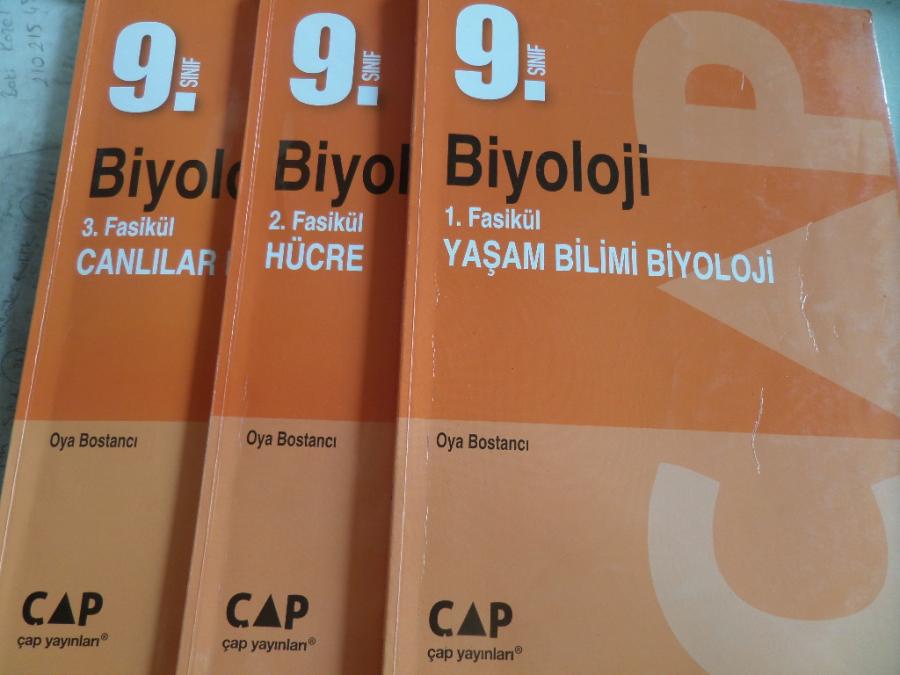 9.
SINIF
Biyolo
3. Fasikül
CANLILAR
Oya Bostancı
ÇAP
çap yayınları®
9.
SINIF
Biyol
2. Fasikül
HÜCRE
Oya Bostancı
ÇAP
çap yayınları®
9.
SINIF
Biyoloji
1. Fasikül
YAŞAM BİLİMİ BİYOLOJİ
Oya Bostancı
ÇAP
çap yayınları®
ÇAP